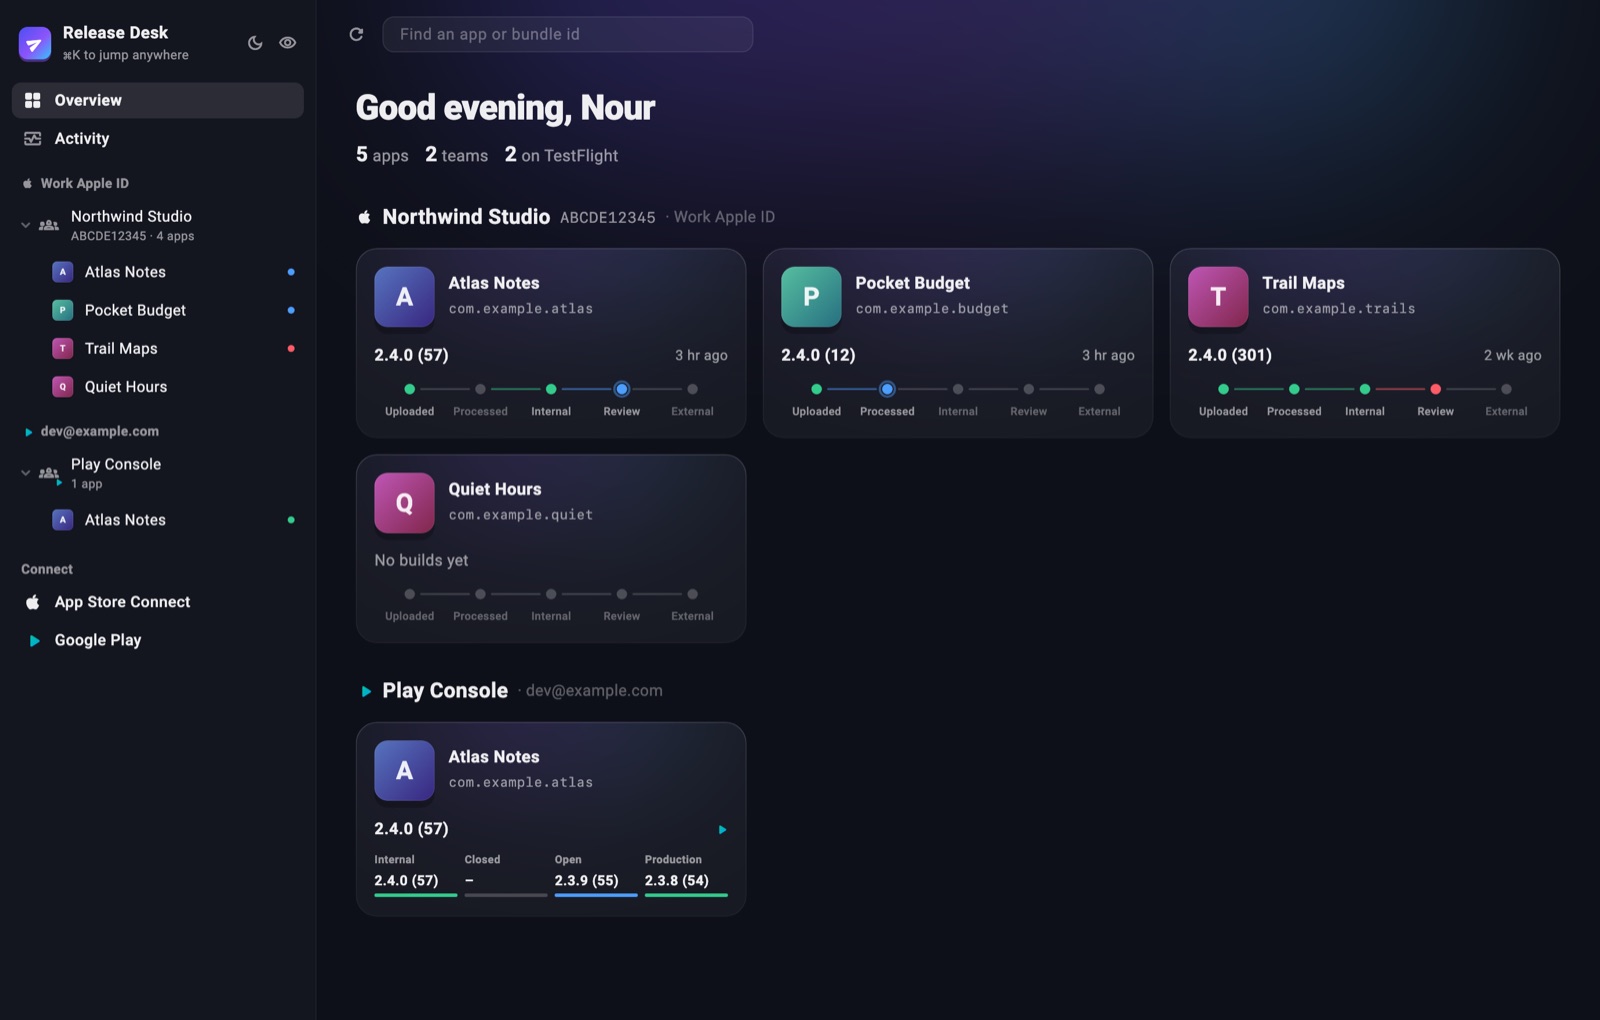 Release Desk
⌘K to jump anywhere
Overview
Activity
Work Apple ID
Northwind Studio
ABCDE12345 · 4 apps
A Atlas Notes
P Pocket Budget
T Trail Maps
Q Quiet Hours
dev@example.com
Play Console
1 app
A Atlas Notes
Connect
App Store Connect
Google Play
Find an app or bundle id
Good evening, Nour
5 apps 2 teams 2 on TestFlight
Northwind Studio ABCDE12345 · Work Apple ID
A
Atlas Notes
com.example.atlas
2.4.0 (57) 3 hr ago
Uploaded Processed Internal Review External
P
Pocket Budget
com.example.budget
2.4.0 (12) 3 hr ago
Uploaded Processed Internal Review External
T
Trail Maps
com.example.trails
2.4.0 (301) 2 wk ago
Uploaded Processed Internal Review External
Q
Quiet Hours
com.example.quiet
No builds yet
Uploaded Processed Internal Review External
Play Console · dev@example.com
A
Atlas Notes
com.example.atlas
2.4.0 (57)
Internal Closed Open Production
2.4.0 (57) – 2.3.9 (55) 2.3.8 (54)